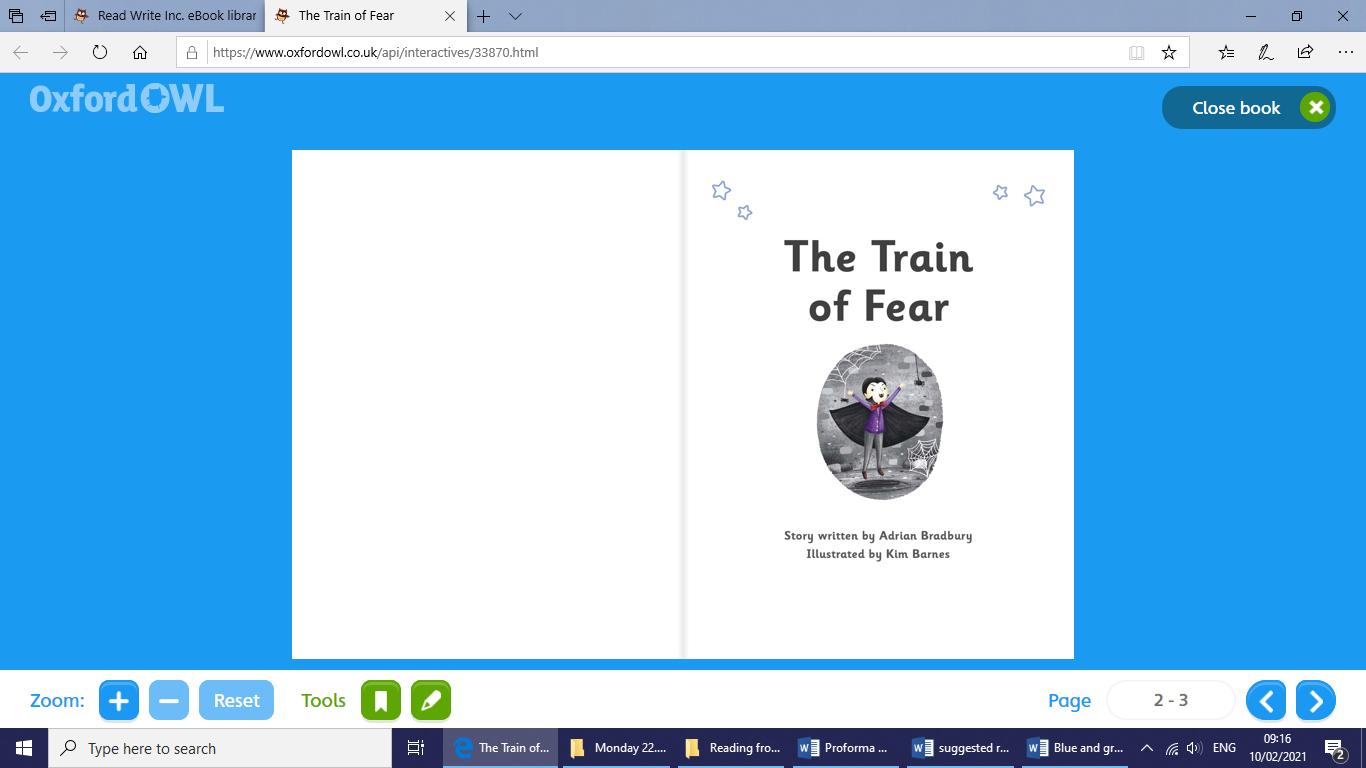 Read Write Inc. eBook librar
The Train of Fear
https://www.oxfordowl.co.uk/api/interactives/33870.html
OxfordOWL
Close book
The Train
of Fear
Story written by Adrian Bradbury
Illustrated by Kim Barnes
Zoom:
Reset
Tools
Page
2 - 3
Type here to search
The Train of...
Monday 22....
Reading fro...
Proforma ...
suggested r...
Blue and gr...
ENG
09:16
10/02/2021
2